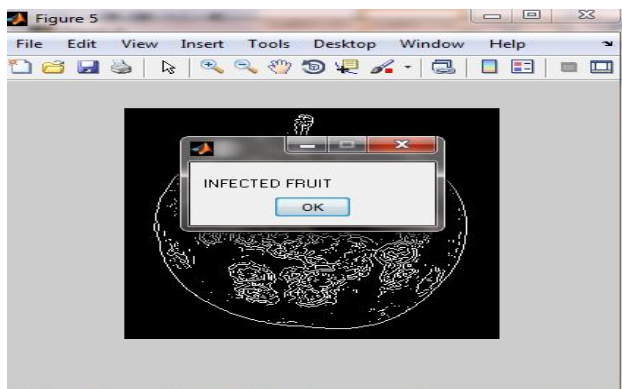 Figure 5
File Edit View Insert Tools Desktop Window Help
INFECTED FRUIT
OK